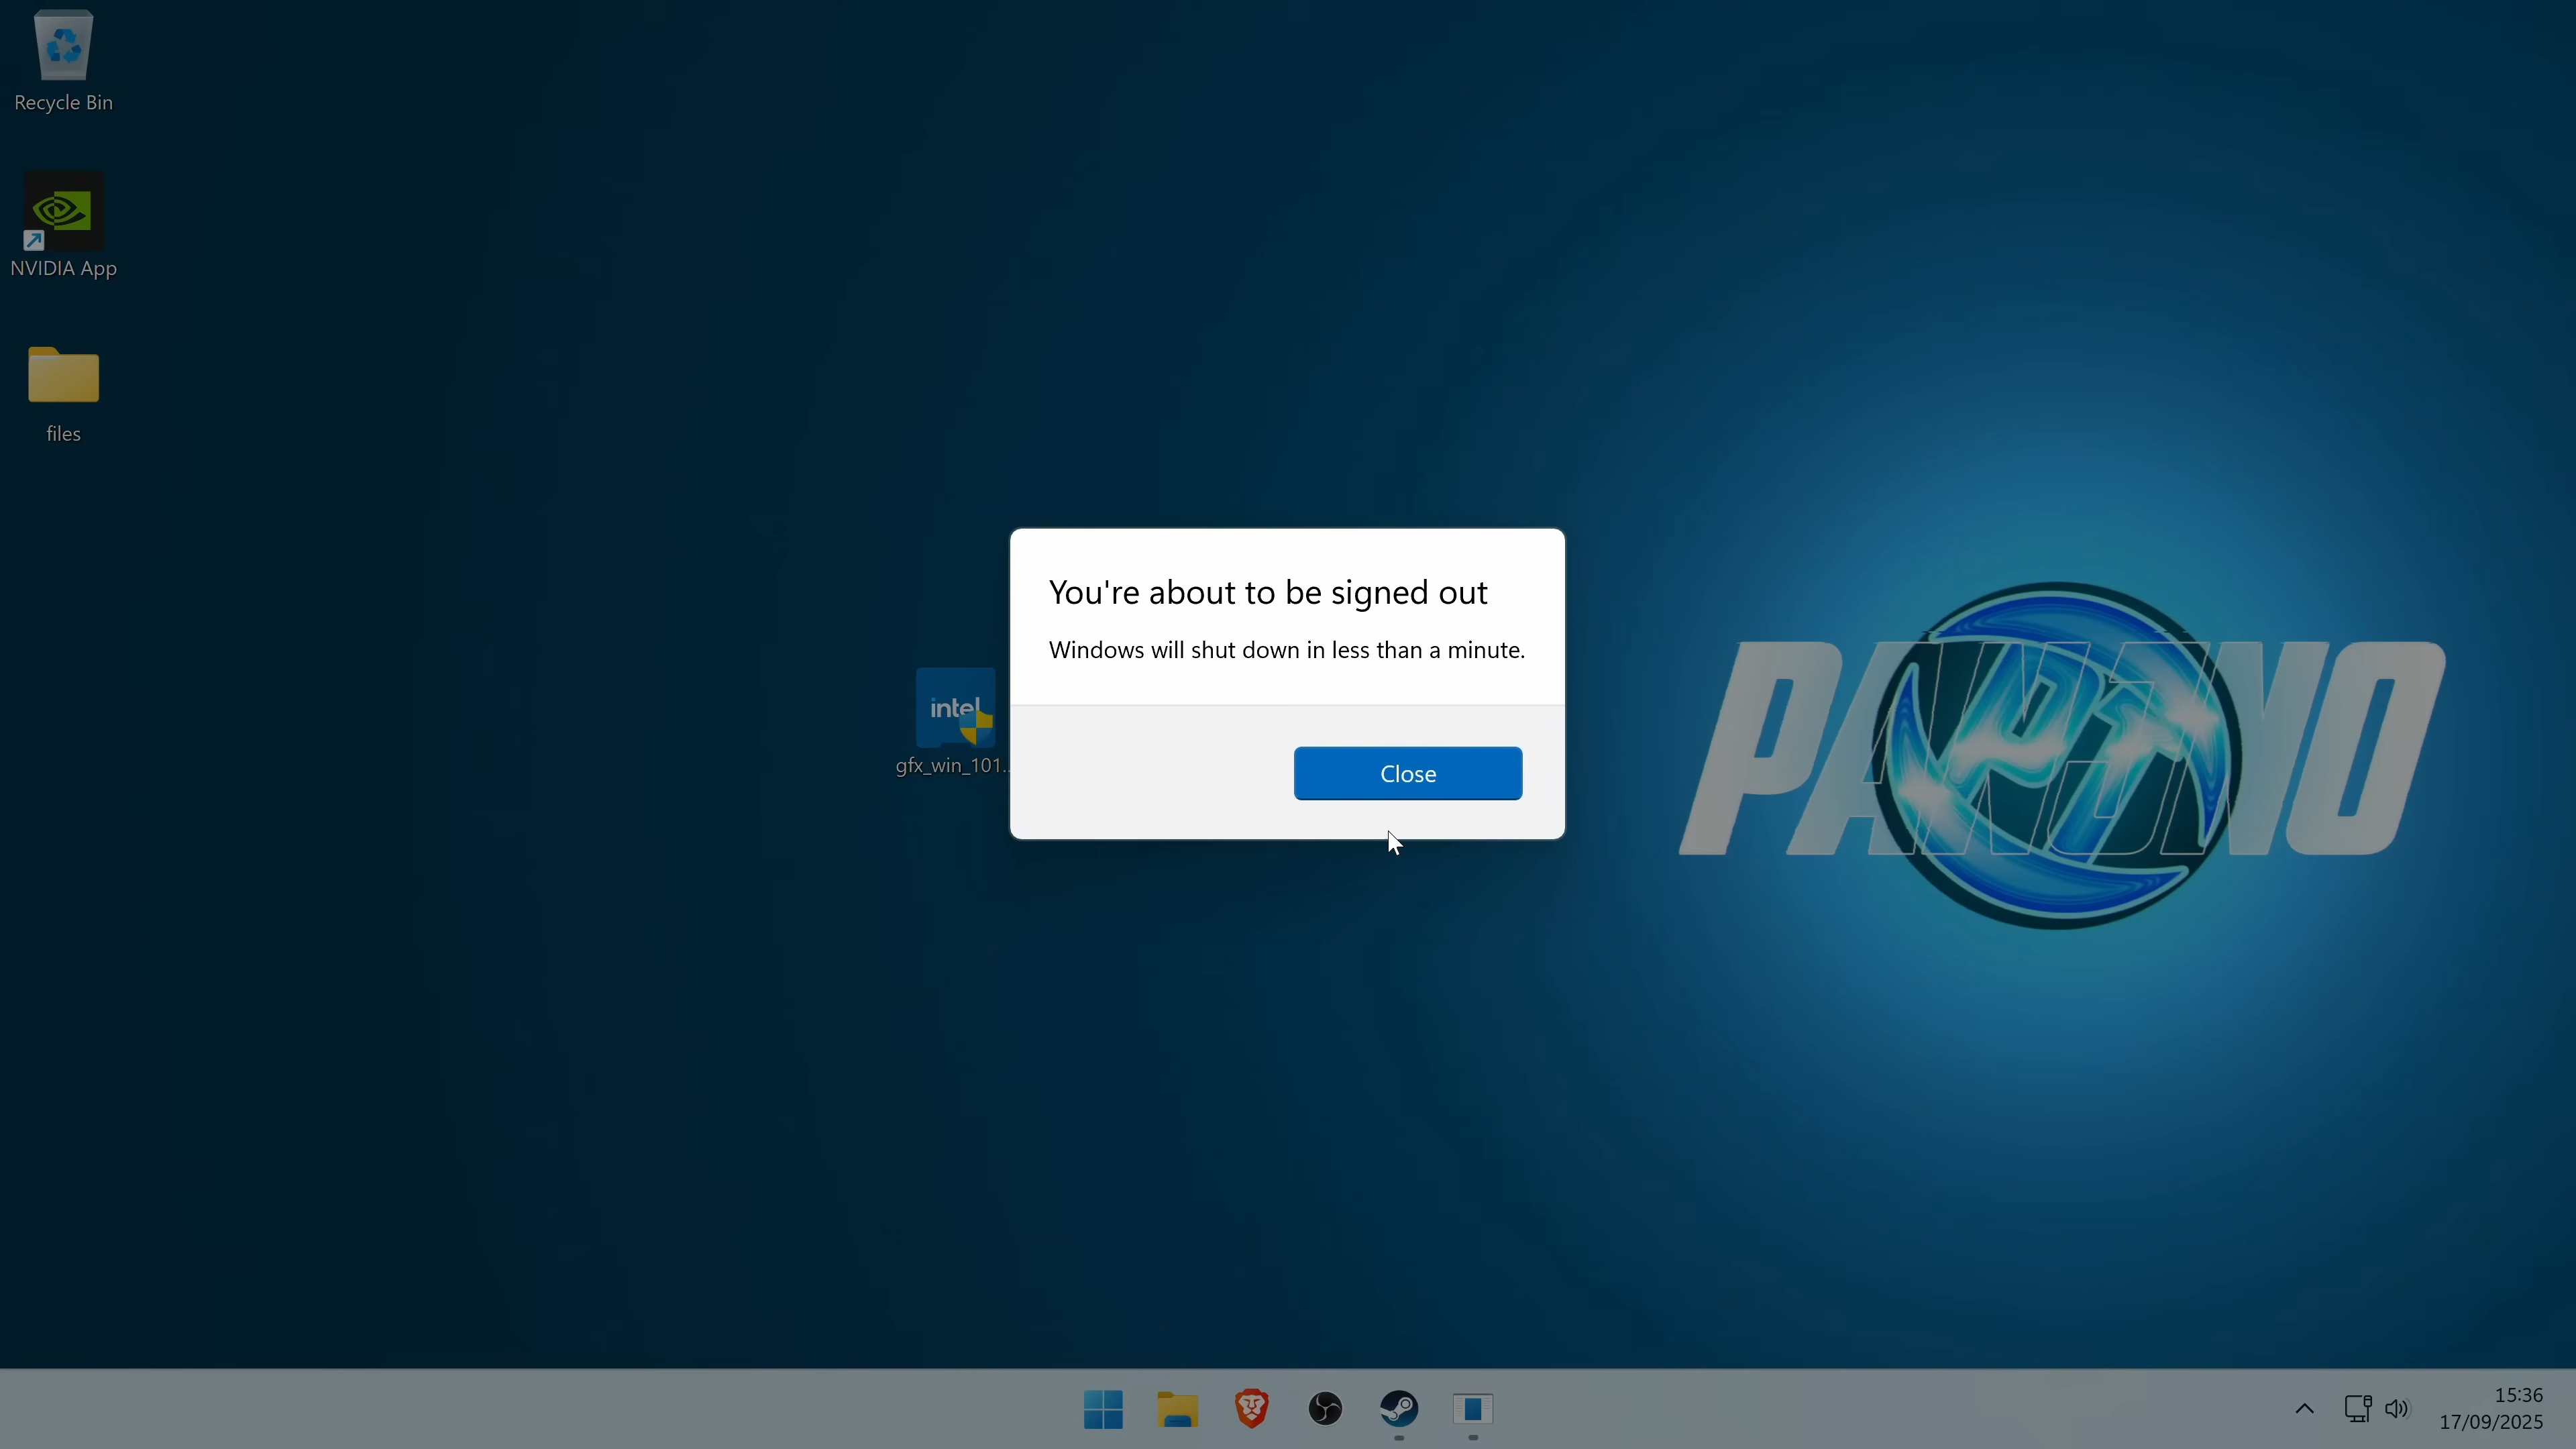 Recycle Bin
NVIDIA App
files
You're about to be signed out
Windows will shut down in less than a minute.
intel
gfx_win_101...
Close
15:36
17/09/2025